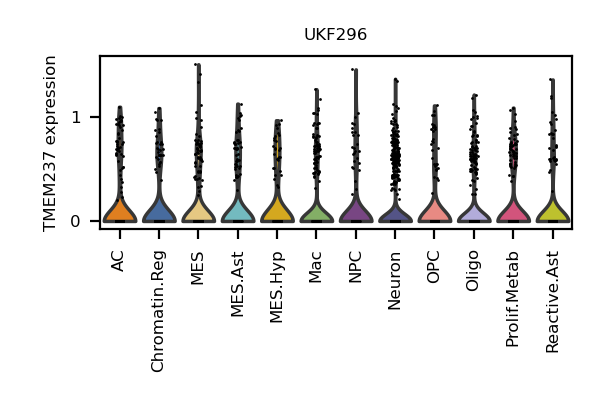 UKF296
TMEM237 expression
1
0
AC
Chromatin.Reg
MES
MES.Ast
MES.Hyp
Mac
NPC
Neuron
OPC
Oligo
Prolif.Metab
Reactive.Ast